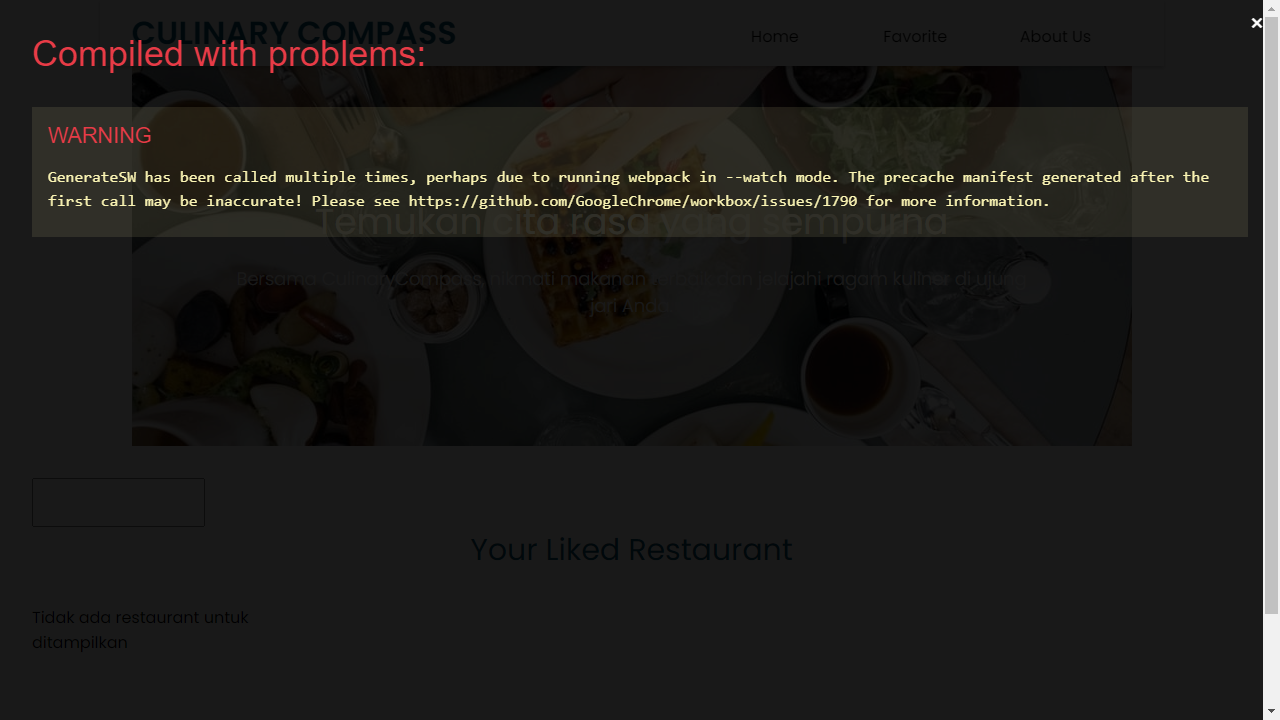 CULINARY COMPASS
Home Favorite About Us
×
Compiled with problems:
WARNING
GenerateSW has been called multiple times, perhaps due to running webpack in --watch mode. The precache manifest generated after the
first call may be inaccurate! Please see https://github.com/GoogleChrome/workbox/issues/1790 for more information.
Temukan cita rasa yang sempurna
Bersama Culinary Compass, nikmati makanan dan jelajahi ragam kuliner di ujung
jari Anda
Your Liked Restaurant
Tidak ada restaurant untuk
ditampilkan